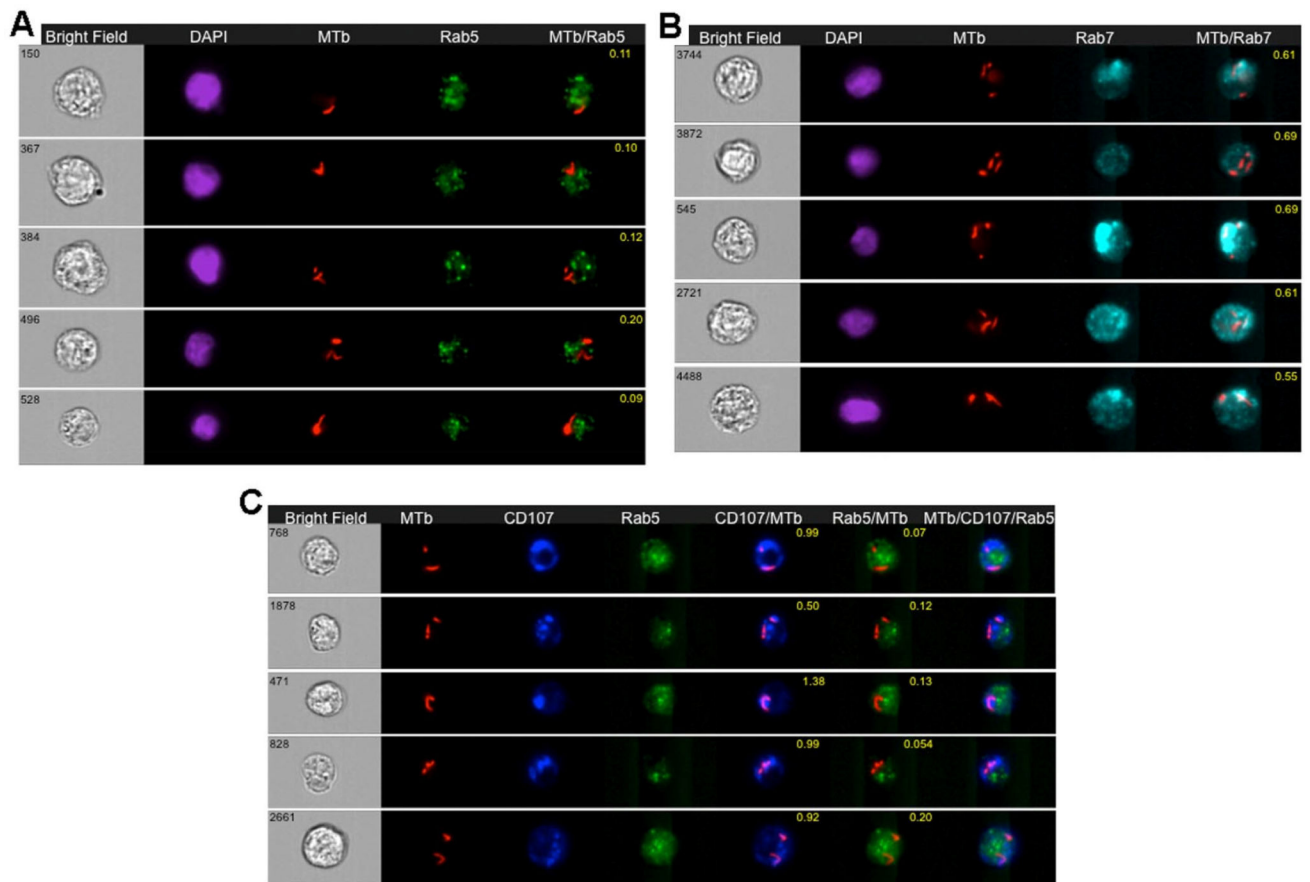 A
Bright Field DAPI MTb Rab5 MTb/Rab5
150 0.11
367 0.10
384 0.12
496 0.20
528 0.09
B
Bright Field DAPI MTb Rab7 MTb/Rab7
3744 0.61
3872 0.69
545 0.69
2721 0.61
4488 0.55
C
Bright Field MTb CD107 Rab5 CD107/MTb Rab5/MTb MTb/CD107/Rab5
768 0.99 0.07
1878 0.50 0.12
471 1.38 0.13
828 0.99 0.054
2661 0.92 0.20